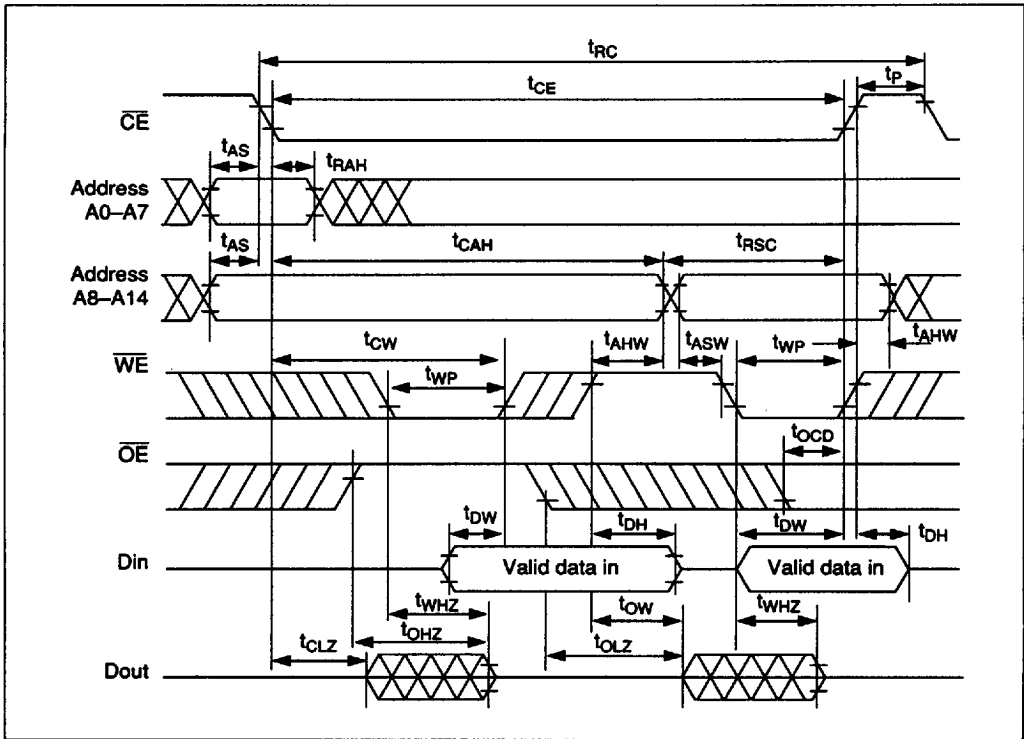 tRC
tCE
tP
CE
tAS
tRAH
Address
A0–A7
tAS
tCAH
tRSC
Address
A8–A14
tCW
tAHW
tASW
tWP
tAHW
WE
tWP
OE
tOCD
tDW
tDH
tDW
tDH
Din
Valid data in
Valid data in
tWHZ
tOW
tWHZ
tOHZ
tCLZ
tOLZ
Dout